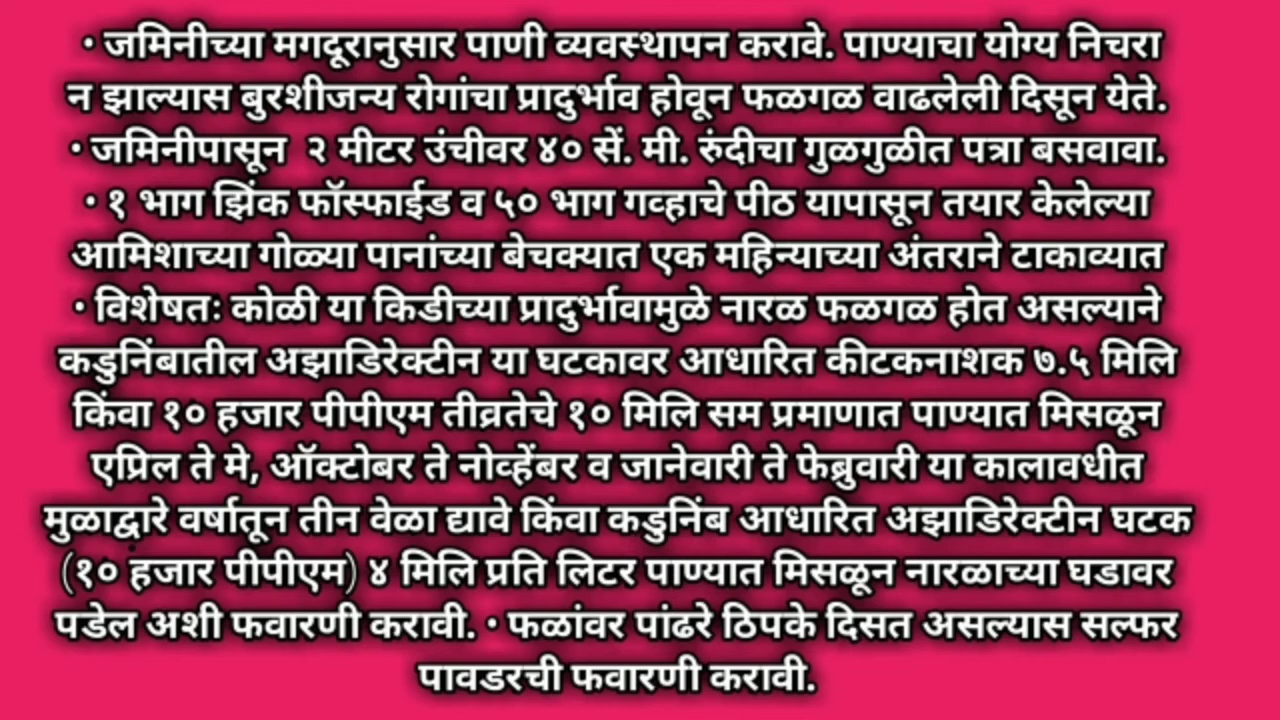 • जमिनीच्या मगदूरानुसार पाणी व्यवस्थापन करावे. पाण्याचा योग्य निचरा
न झाल्यास बुरशीजन्य रोगांचा प्रादुर्भाव होवून फळगळ वाढलेली दिसून येते.
• जमिनीपासून २ मीटर उंचीवर ४० सें. मी. रुंदीचा गुळगुळीत पत्रा बसवावा.
• १ भाग झिंक फॉस्फाईड व ५० भाग गव्हाचे पीठ यापासून तयार केलेल्या
आमिशाच्या गोळ्या पानांच्या बेचक्यात एक महिन्याच्या अंतराने टाकाव्यात
• विशेषतः कोळी या किडीच्या प्रादुर्भावामुळे नारळ फळगळ होत असल्याने
कडुनिंबातील अझाडिरेक्टीन या घटकावर आधारित कीटकनाशक ७.५ मिलि
किंवा १० हजार पीपीएम तीव्रतेचे १० मिलि सम प्रमाणात पाण्यात मिसळून
एप्रिल ते मे, ऑक्टोबर ते नोव्हेंबर व जानेवारी ते फेब्रुवारी या कालावधीत
मुळाद्वारे वर्षातून तीन वेळा द्यावे किंवा कडुनिंब आधारित अझाडिरेक्टीन घटक
(१० हजार पीपीएम) ४ मिलि प्रति लिटर पाण्यात मिसळून नारळाच्या घडावर
पडेल अशी फवारणी करावी. • फळांवर पांढरे ठिपके दिसत असल्यास सल्फर
पावडरची फवारणी करावी.